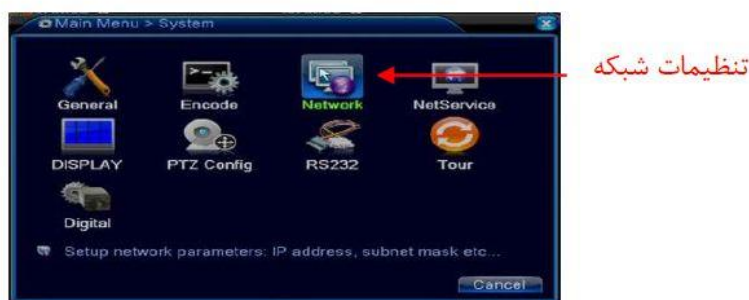 Main Menu > System
General Encode Network NetService
تنظیمات شبکه
DISPLAY PTZ Config RS232 Tour
Digital
Setup network parameters: IP address, subnet mask etc...
Cancel